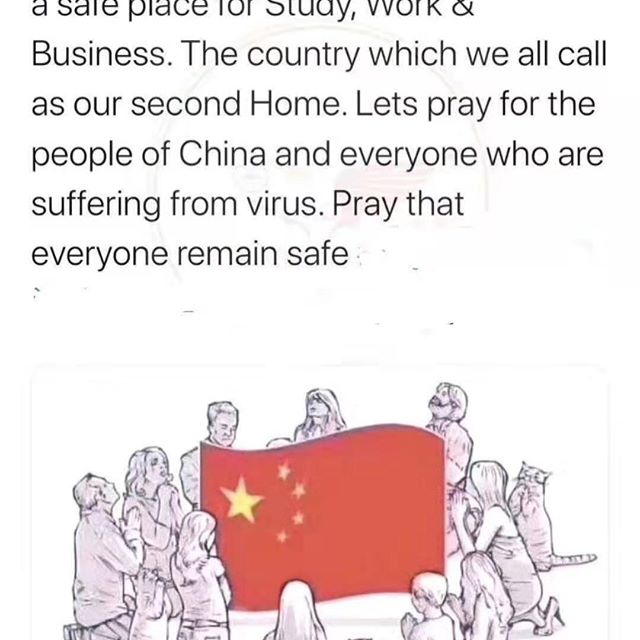 a safe place for Study, Work &
Business. The country which we all call
as our second Home. Lets pray for the
people of China and everyone who are
suffering from virus. Pray that
everyone remain safe